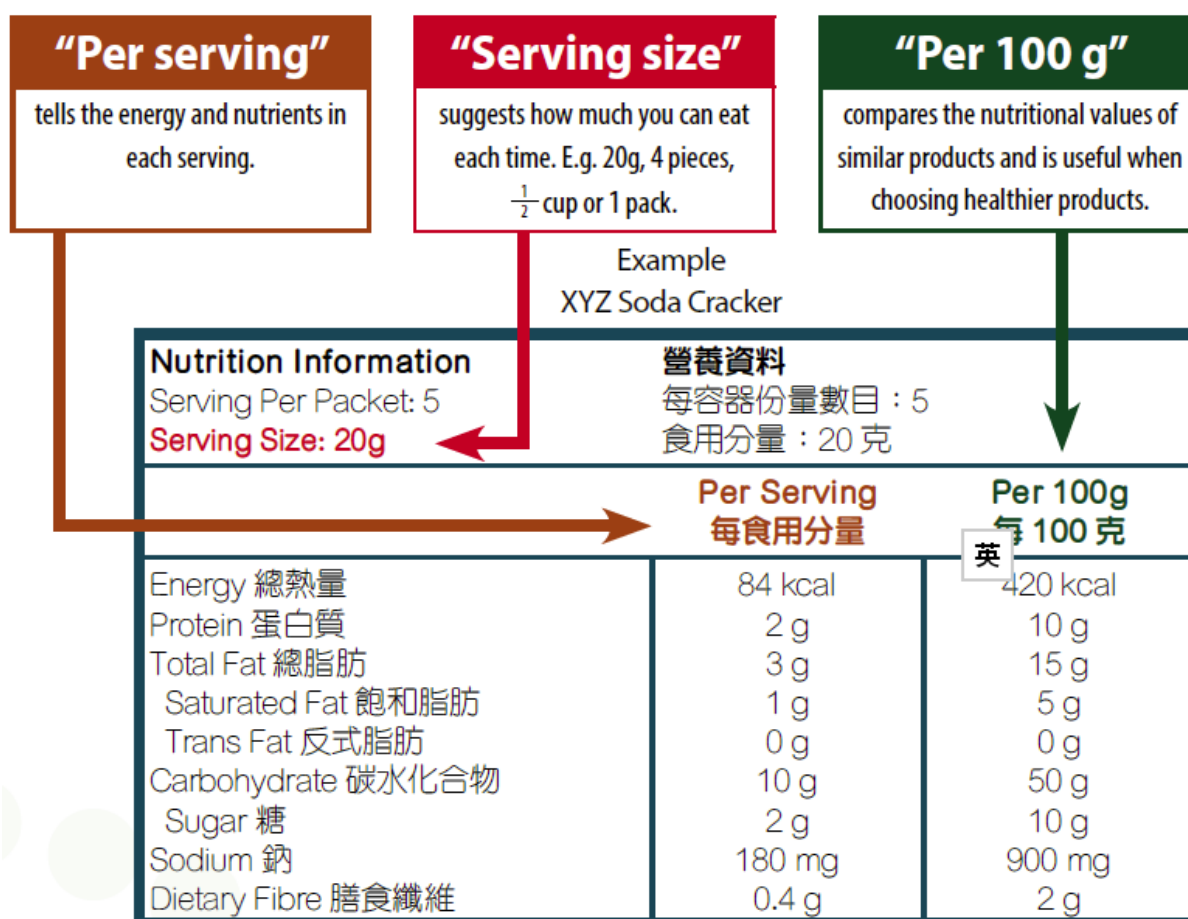 “Per serving”
tells the energy and nutrients in
each serving.
“Serving size”
suggests how much you can eat
each time. E.g. 20g, 4 pieces,
1/2 cup or 1 pack.
“Per 100 g”
compares the nutritional values of
similar products and is useful when
choosing healthier products.
Example
XYZ Soda Cracker
Nutrition Information 營養資料
Serving Per Packet: 5 每容器份量數目：5
Serving Size: 20g 食用分量：20 克
Per Serving Per 100g
每食用分量 每 100 克
英
Energy 總熱量 84 kcal 420 kcal
Protein 蛋白質 2 g 10 g
Total Fat 總脂肪 3 g 15 g
Saturated Fat 飽和脂肪 1 g 5 g
Trans Fat 反式脂肪 0 g 0 g
Carbohydrate 碳水化合物 10 g 50 g
Sugar 糖 2 g 10 g
Sodium 鈉 180 mg 900 mg
Dietary Fibre 膳食纖維 0.4 g 2 g